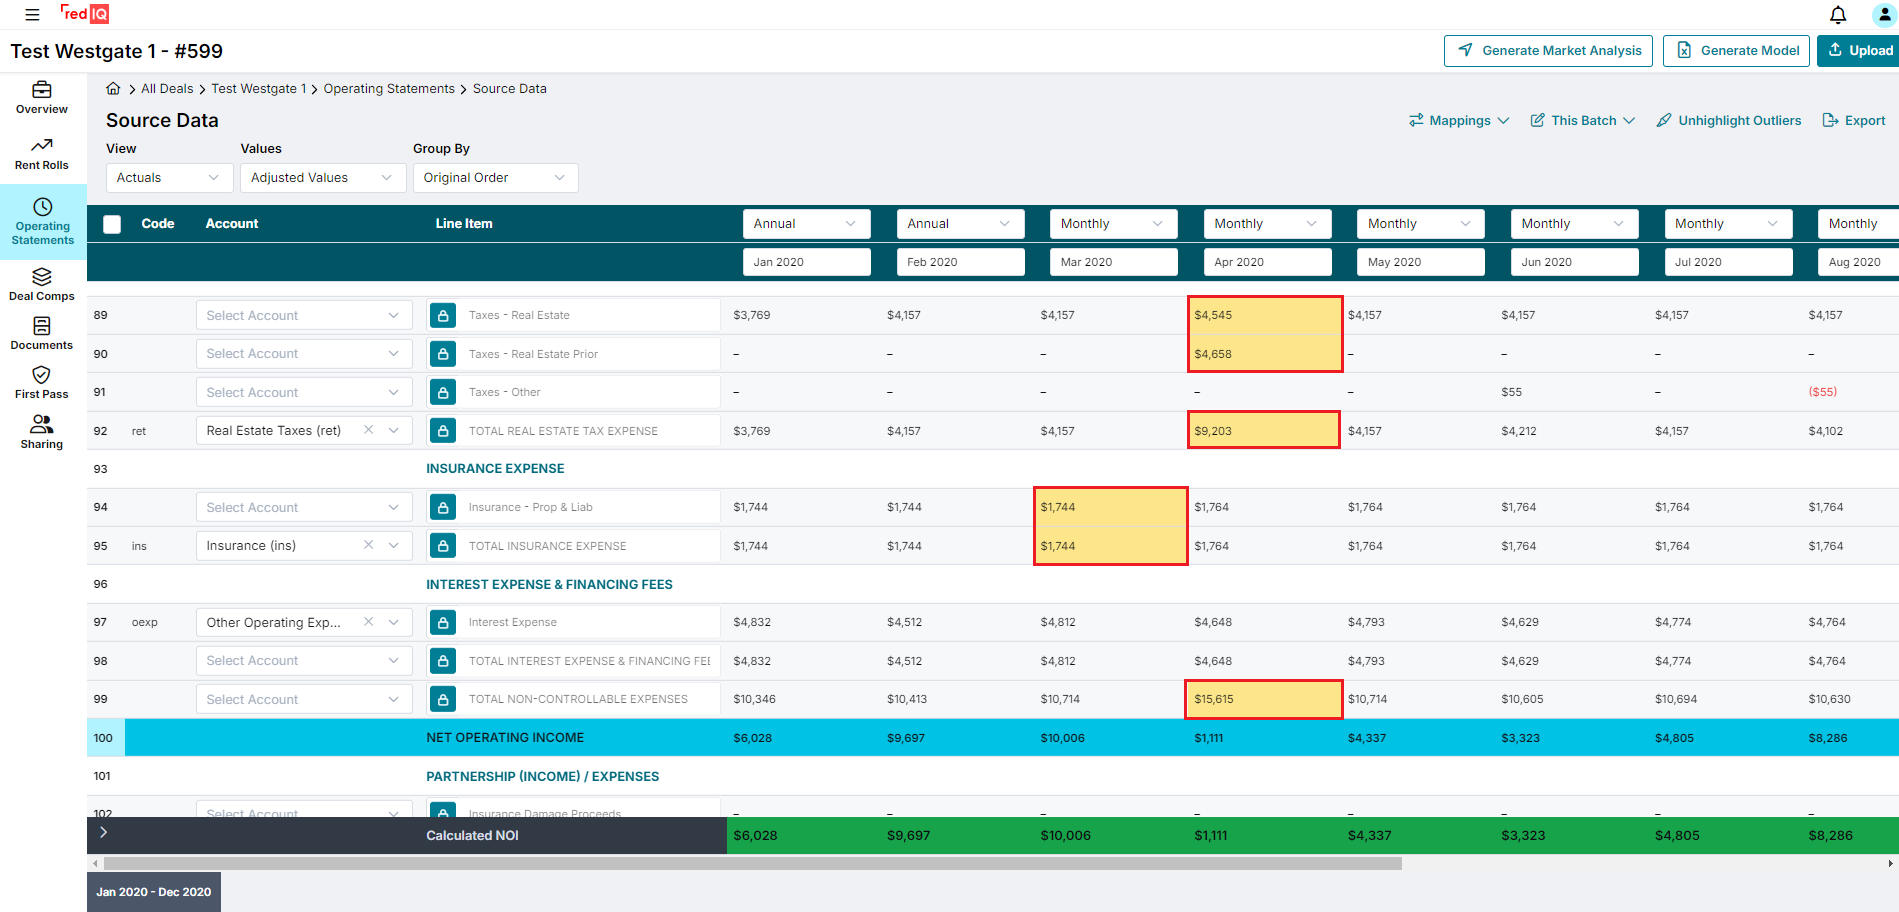 red IQ
Test Westgate 1 - #599
Generate Market Analysis
Generate Model
Upload
Overview
Rent Rolls
Operating Statements
Deal Comps
Documents
First Pass
Sharing
All Deals > Test Westgate 1 > Operating Statements > Source Data
Source Data
Mappings This Batch Unhighlight Outliers Export
View Values Group By
Actuals Adjusted Values Original Order
Code Account Line Item Annual Annual Monthly Monthly Monthly Monthly Monthly Monthly
Jan 2020 Feb 2020 Mar 2020 Apr 2020 May 2020 Jun 2020 Jul 2020 Aug 2020
89 Select Account Taxes - Real Estate $3,769 $4,157 $4,157 $4,545 $4,157 $4,157 $4,157 $4,157
90 Select Account Taxes - Real Estate Prior – – – $4,658 – – – –
91 Select Account Taxes - Other – – – – – $55 – ($55)
92 ret Real Estate Taxes (ret) TOTAL REAL ESTATE TAX EXPENSE $3,769 $4,157 $4,157 $9,203 $4,157 $4,212 $4,157 $4,102
93 INSURANCE EXPENSE
94 Select Account Insurance - Prop & Liab $1,744 $1,744 $1,744 $1,764 $1,764 $1,764 $1,764 $1,764
95 ins Insurance (ins) TOTAL INSURANCE EXPENSE $1,744 $1,744 $1,744 $1,764 $1,764 $1,764 $1,764 $1,764
96 INTEREST EXPENSE & FINANCING FEES
97 oexp Other Operating Exp... Interest Expense $4,832 $4,512 $4,812 $4,648 $4,793 $4,629 $4,774 $4,764
98 Select Account TOTAL INTEREST EXPENSE & FINANCING FEE $4,832 $4,512 $4,812 $4,648 $4,793 $4,629 $4,774 $4,764
99 Select Account TOTAL NON-CONTROLLABLE EXPENSES $10,346 $10,413 $10,714 $15,615 $10,714 $10,605 $10,694 $10,630
100 NET OPERATING INCOME $6,028 $9,697 $10,006 $1,111 $4,337 $3,323 $4,805 $8,286
101 PARTNERSHIP (INCOME) / EXPENSES
102 Select Account Insurance Damage Proceeds – – – – – – – –
Calculated NOI $6,028 $9,697 $10,006 $1,111 $4,337 $3,323 $4,805 $8,286
Jan 2020 - Dec 2020